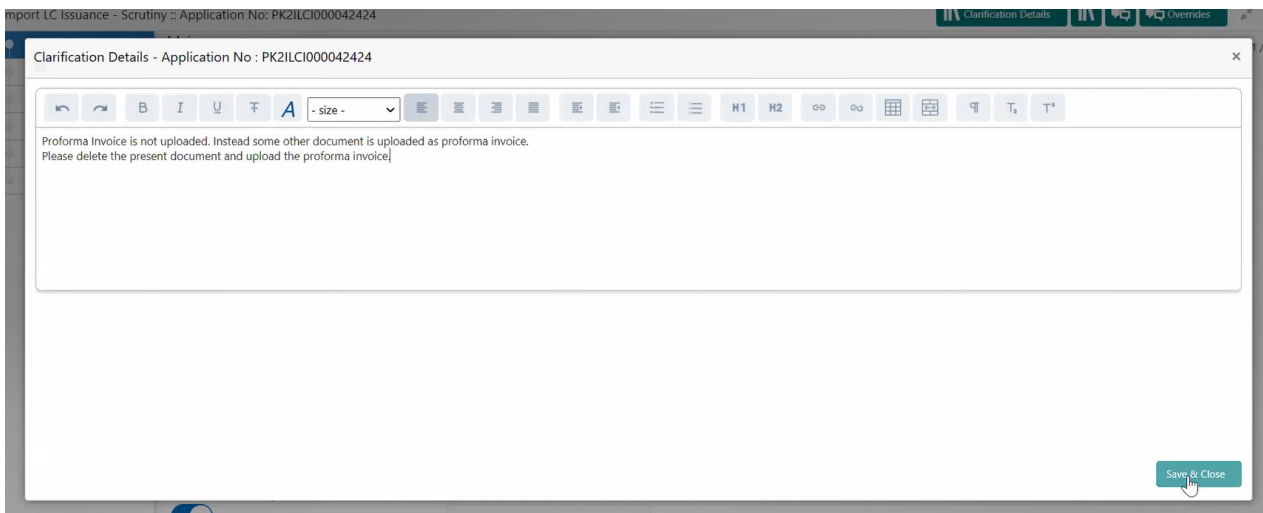 mport LC Issuance - Scrutiny :: Application No: PK2ILCI000042424
Clarification Details
Overrides
Clarification Details - Application No : PK2ILCI000042424
×
B I U T A - size - H1 H2 ¶ Ts Ts
Proforma Invoice is not uploaded. Instead some other document is uploaded as proforma invoice.
Please delete the present document and upload the proforma invoice.
Save & Close